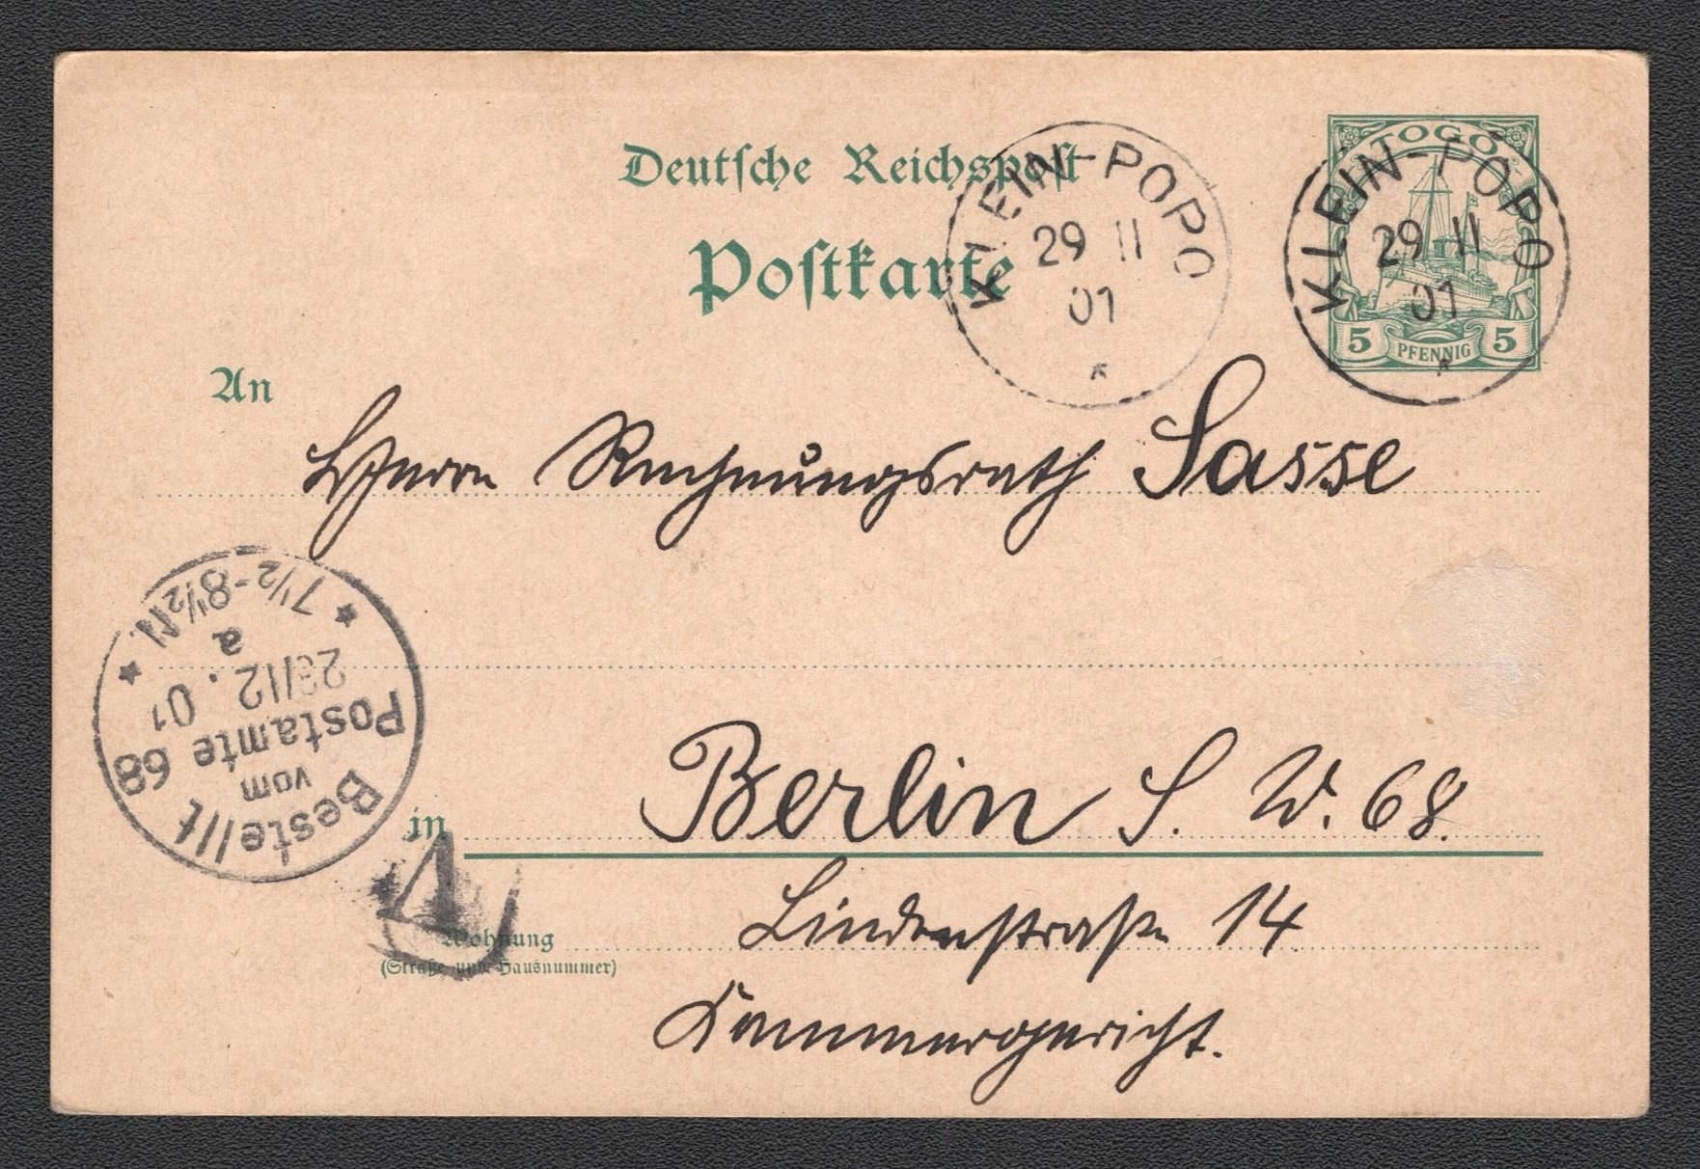 Deutsche Reichspost
Postkarte
KLEIN-POPO
29 11
01
*
TOGO
5 PFENNIG 5
KLEIN-POPO
29 11
01
*
An
Herrn Rechnungsrath Sasse
Bestellt
vom
Postamte 68
/12. 01
a
* 7½-8½N. *
in Berlin S. W. 68.
Wohnung
(Straße und Hausnummer)
Lindenstraße 14
Kammergericht.